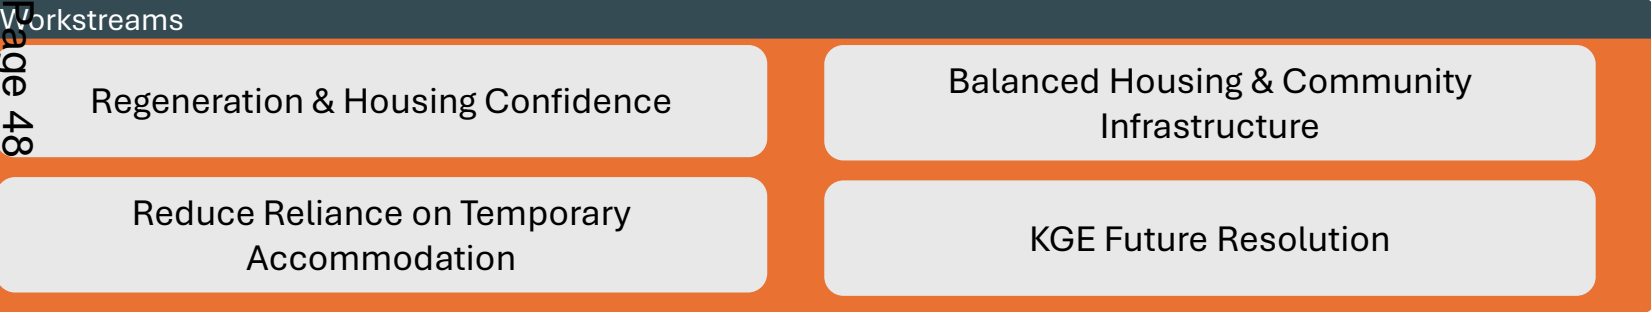 Workstreams
Page 48
Regeneration & Housing Confidence
Balanced Housing & Community
Infrastructure
Reduce Reliance on Temporary
Accommodation
KGE Future Resolution